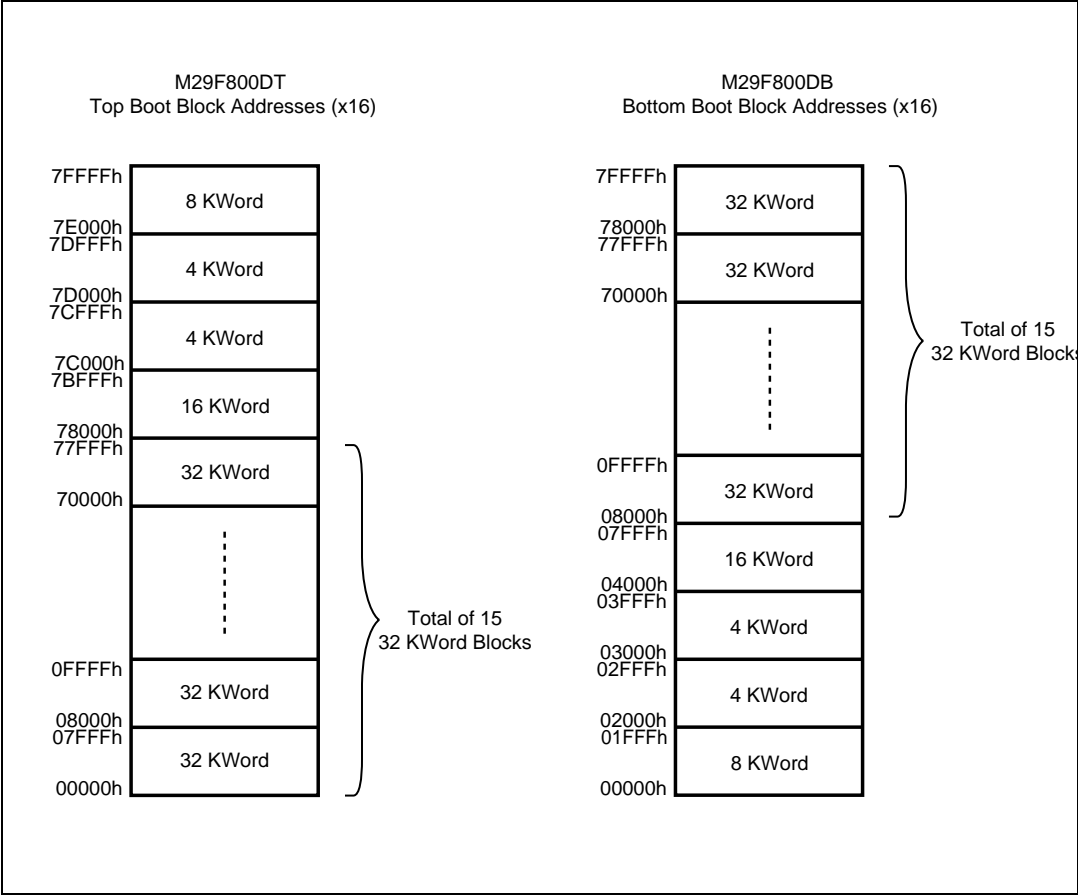 M29F800DT
Top Boot Block Addresses (x16)
7FFFFh
8 KWord
7E000h
7DFFFh
4 KWord
7D000h
7CFFFh
4 KWord
7C000h
7BFFFh
16 KWord
78000h
77FFFh
32 KWord
70000h
Total of 15
32 KWord Blocks
0FFFFh
32 KWord
08000h
07FFFh
32 KWord
00000h
M29F800DB
Bottom Boot Block Addresses (x16)
7FFFFh
32 KWord
78000h
77FFFh
32 KWord
70000h
Total of 15
32 KWord Blocks
0FFFFh
32 KWord
08000h
07FFFh
16 KWord
04000h
03FFFh
4 KWord
03000h
02FFFh
4 KWord
02000h
01FFFh
8 KWord
00000h